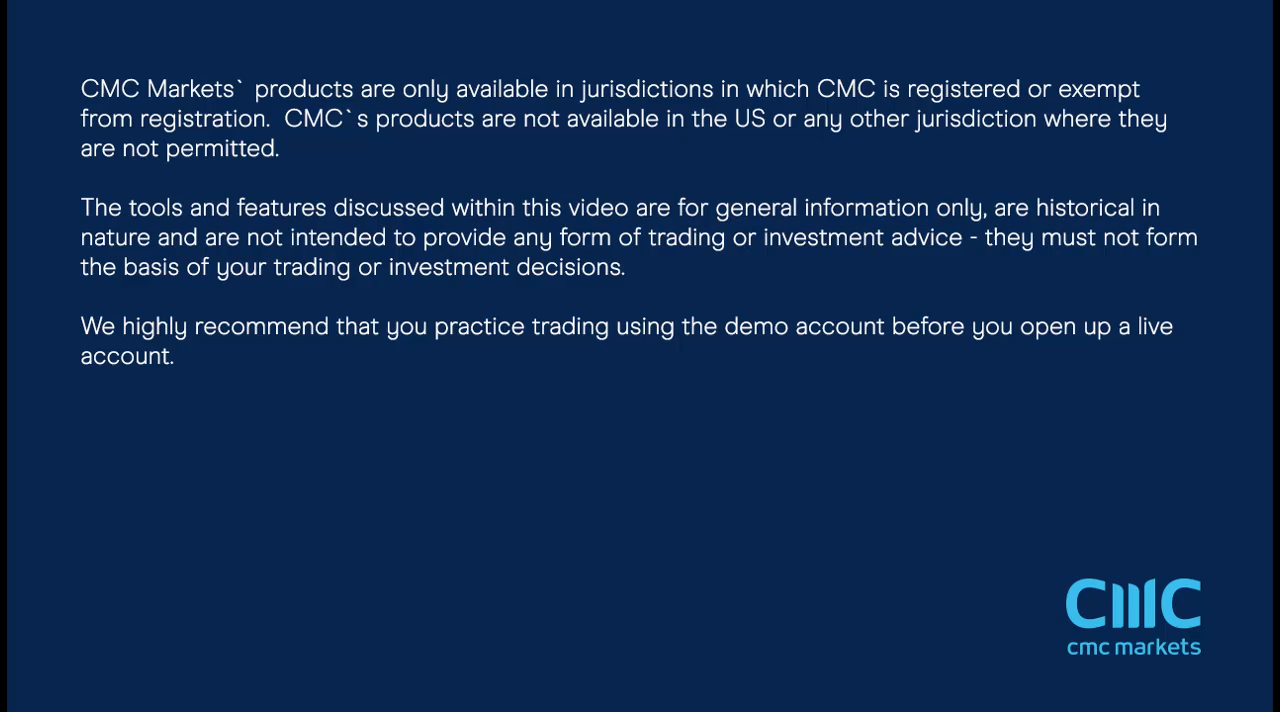 CMC Markets` products are only available in jurisdictions in which CMC is registered or exempt
from registration.  CMC`s products are not available in the US or any other jurisdiction where they
are not permitted.
The tools and features discussed within this video are for general information only, are historical in
nature and are not intended to provide any form of trading or investment advice - they must not form
the basis of your trading or investment decisions.
We highly recommend that you practice trading using the demo account before you open up a live
account.
CMC
cmc markets